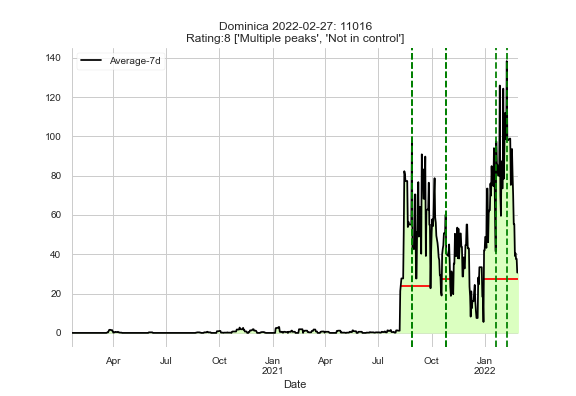 Dominica 2022-02-27: 11016
Rating:8 ['Multiple peaks', 'Not in control']
Average-7d
140
120
100
80
60
40
20
0
Apr Jul Oct Jan Apr Jul Oct Jan
2021 2022
Date